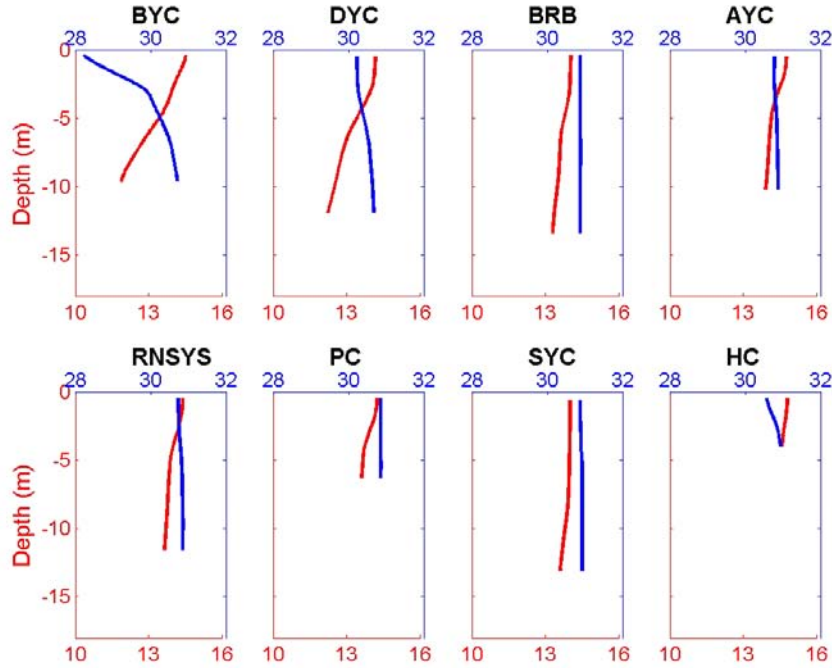 BYC DYC BRB AYC
28 30 32 28 30 32 28 30 32 28 30 32
0
-5
-10
-15
Depth (m)
10 13 16 10 13 16 10 13 16 10 13 16
RNSYS PC SYC HC
28 30 32 28 30 32 28 30 32 28 30 32
0
-5
-10
-15
Depth (m)
10 13 16 10 13 16 10 13 16 10 13 16